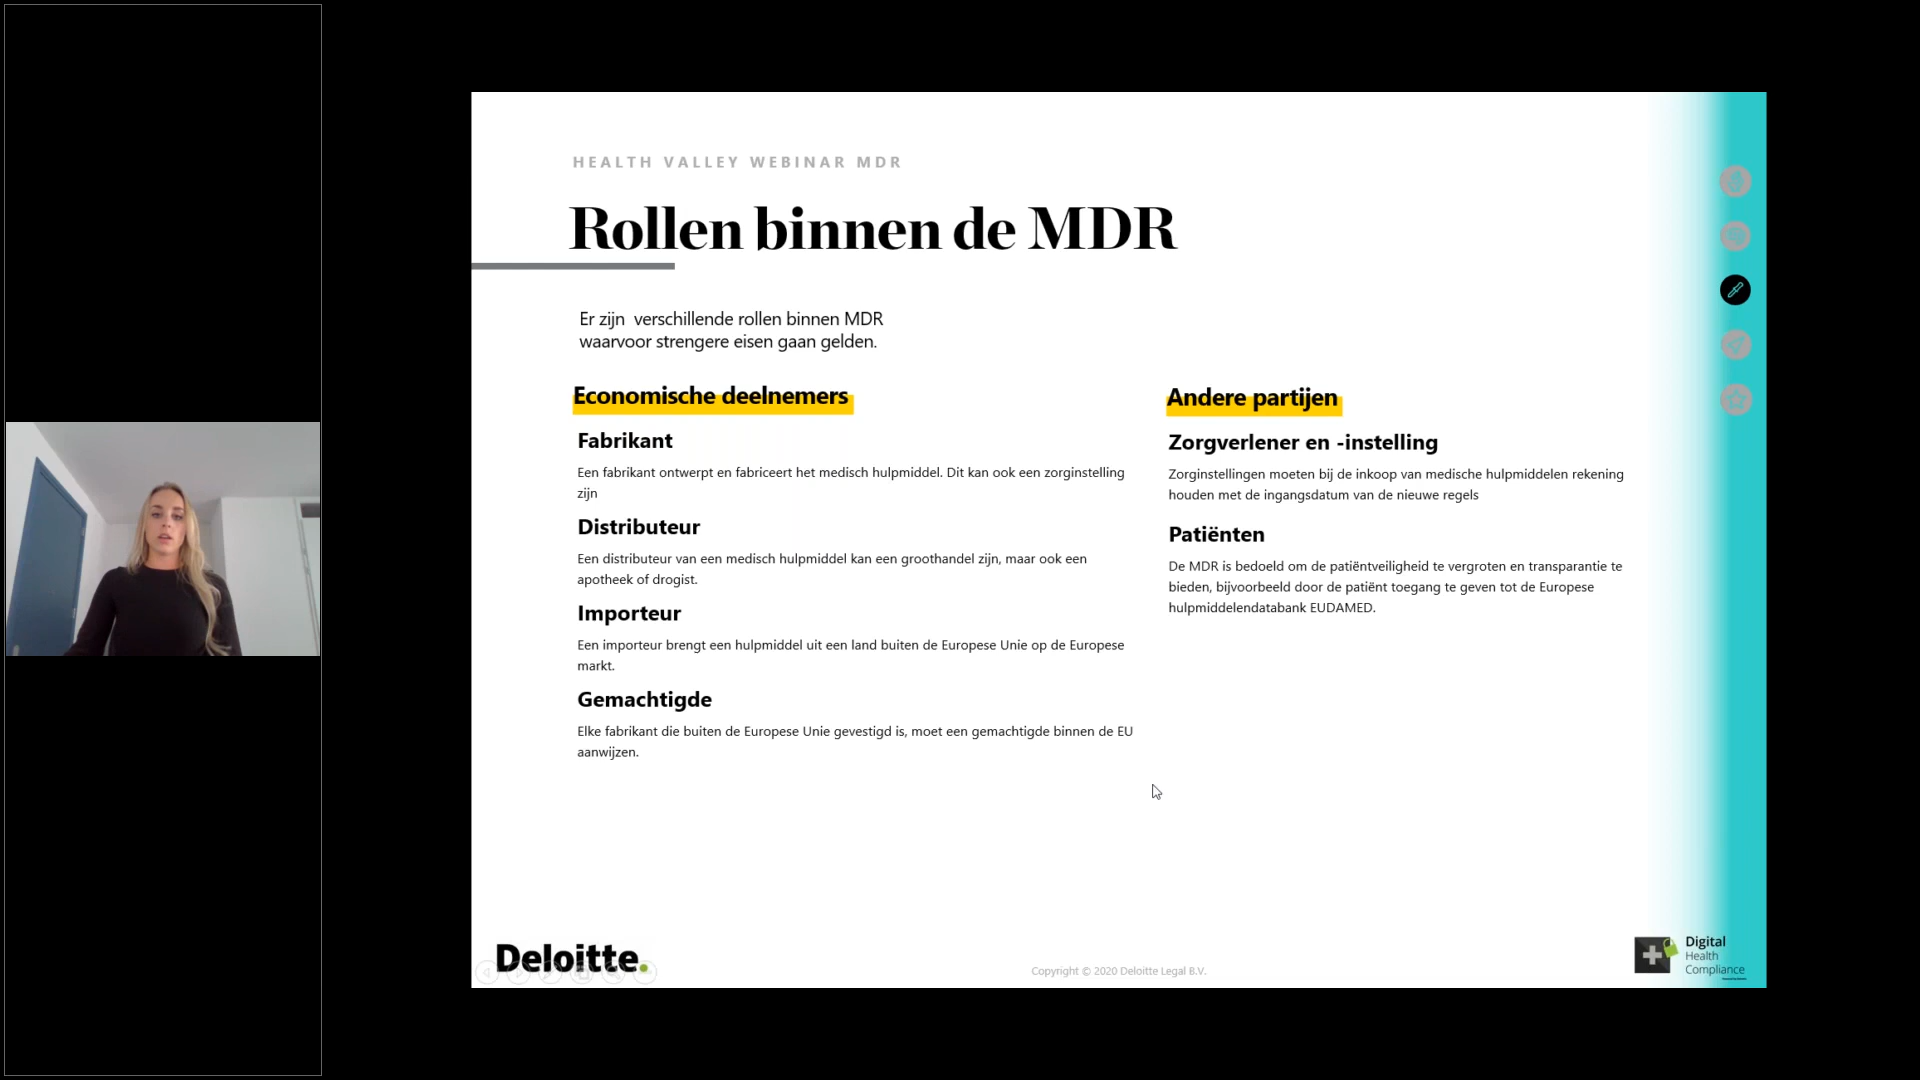 HEALTH VALLEY WEBINAR MDR
Rollen binnen de MDR
Er zijn  verschillende rollen binnen MDR
waarvoor strengere eisen gaan gelden.
Economische deelnemers
Fabrikant
Een fabrikant ontwerpt en fabriceert het medisch hulpmiddel. Dit kan ook een zorginstelling
zijn
Distributeur
Een distributeur van een medisch hulpmiddel kan een groothandel zijn, maar ook een
apotheek of drogist.
Importeur
Een importeur brengt een hulpmiddel uit een land buiten de Europese Unie op de Europese
markt.
Gemachtigde
Elke fabrikant die buiten de Europese Unie gevestigd is, moet een gemachtigde binnen de EU
aanwijzen.
Andere partijen
Zorgverlener en -instelling
Zorginstellingen moeten bij de inkoop van medische hulpmiddelen rekening
houden met de ingangsdatum van de nieuwe regels
Patiënten
De MDR is bedoeld om de patiëntveiligheid te vergroten en transparantie te
bieden, bijvoorbeeld door de patiënt toegang te geven tot de Europese
hulpmiddelendatabank EUDAMED.
Deloitte.
Copyright © 2020 Deloitte Legal B.V.
Digital
Health
Compliance